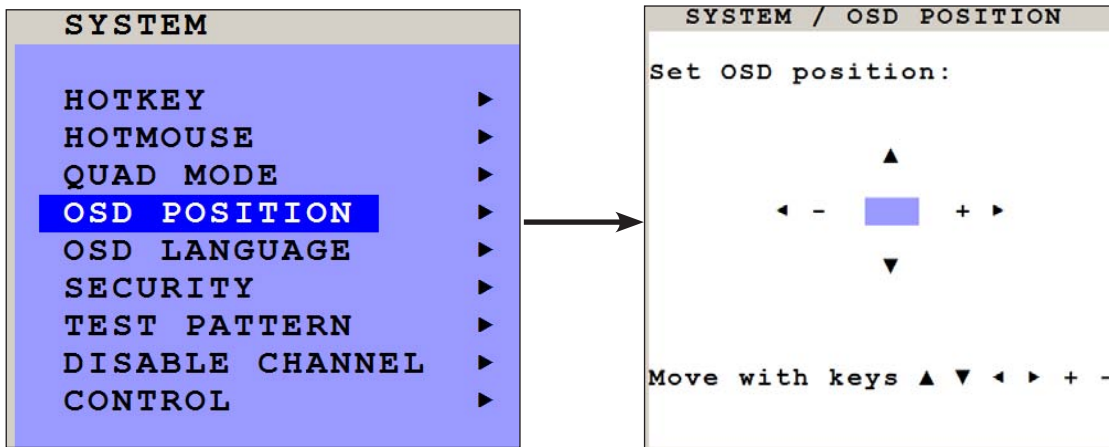 SYSTEM
HOTKEY ►
HOTMOUSE ►
QUAD MODE ►
OSD POSITION ►
OSD LANGUAGE ►
SECURITY ►
TEST PATTERN ►
DISABLE CHANNEL ►
CONTROL ►
SYSTEM / OSD POSITION
Set OSD position:
▲
◄ - + ►
▼
Move with keys ▲ ▼ ◄ ► + -